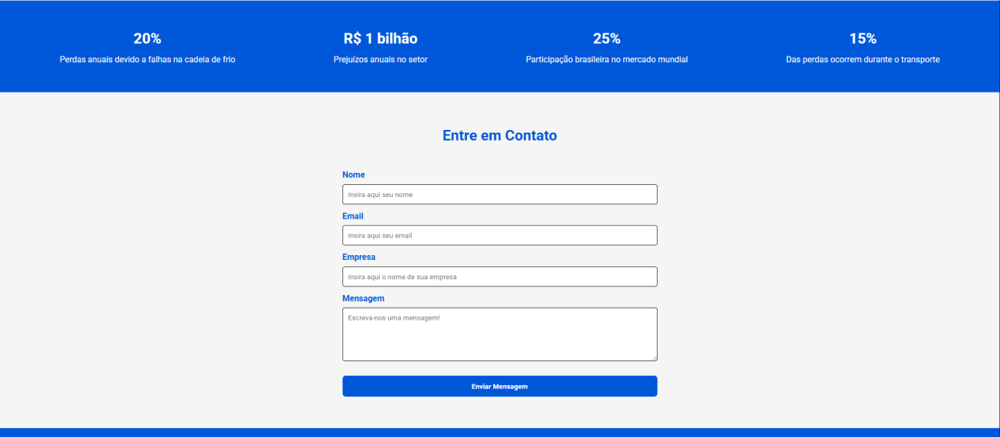 20%
Perdas anuais devido a falhas na cadeia de frio
R$ 1 bilhão
Prejuízos anuais no setor
25%
Participação brasileira no mercado mundial
15%
Das perdas ocorrem durante o transporte
Entre em Contato
Nome
Insira aqui seu nome
Email
Insira aqui seu email
Empresa
Insira aqui o nome de sua empresa
Mensagem
Escreva-nos uma mensagem!
Enviar Mensagem